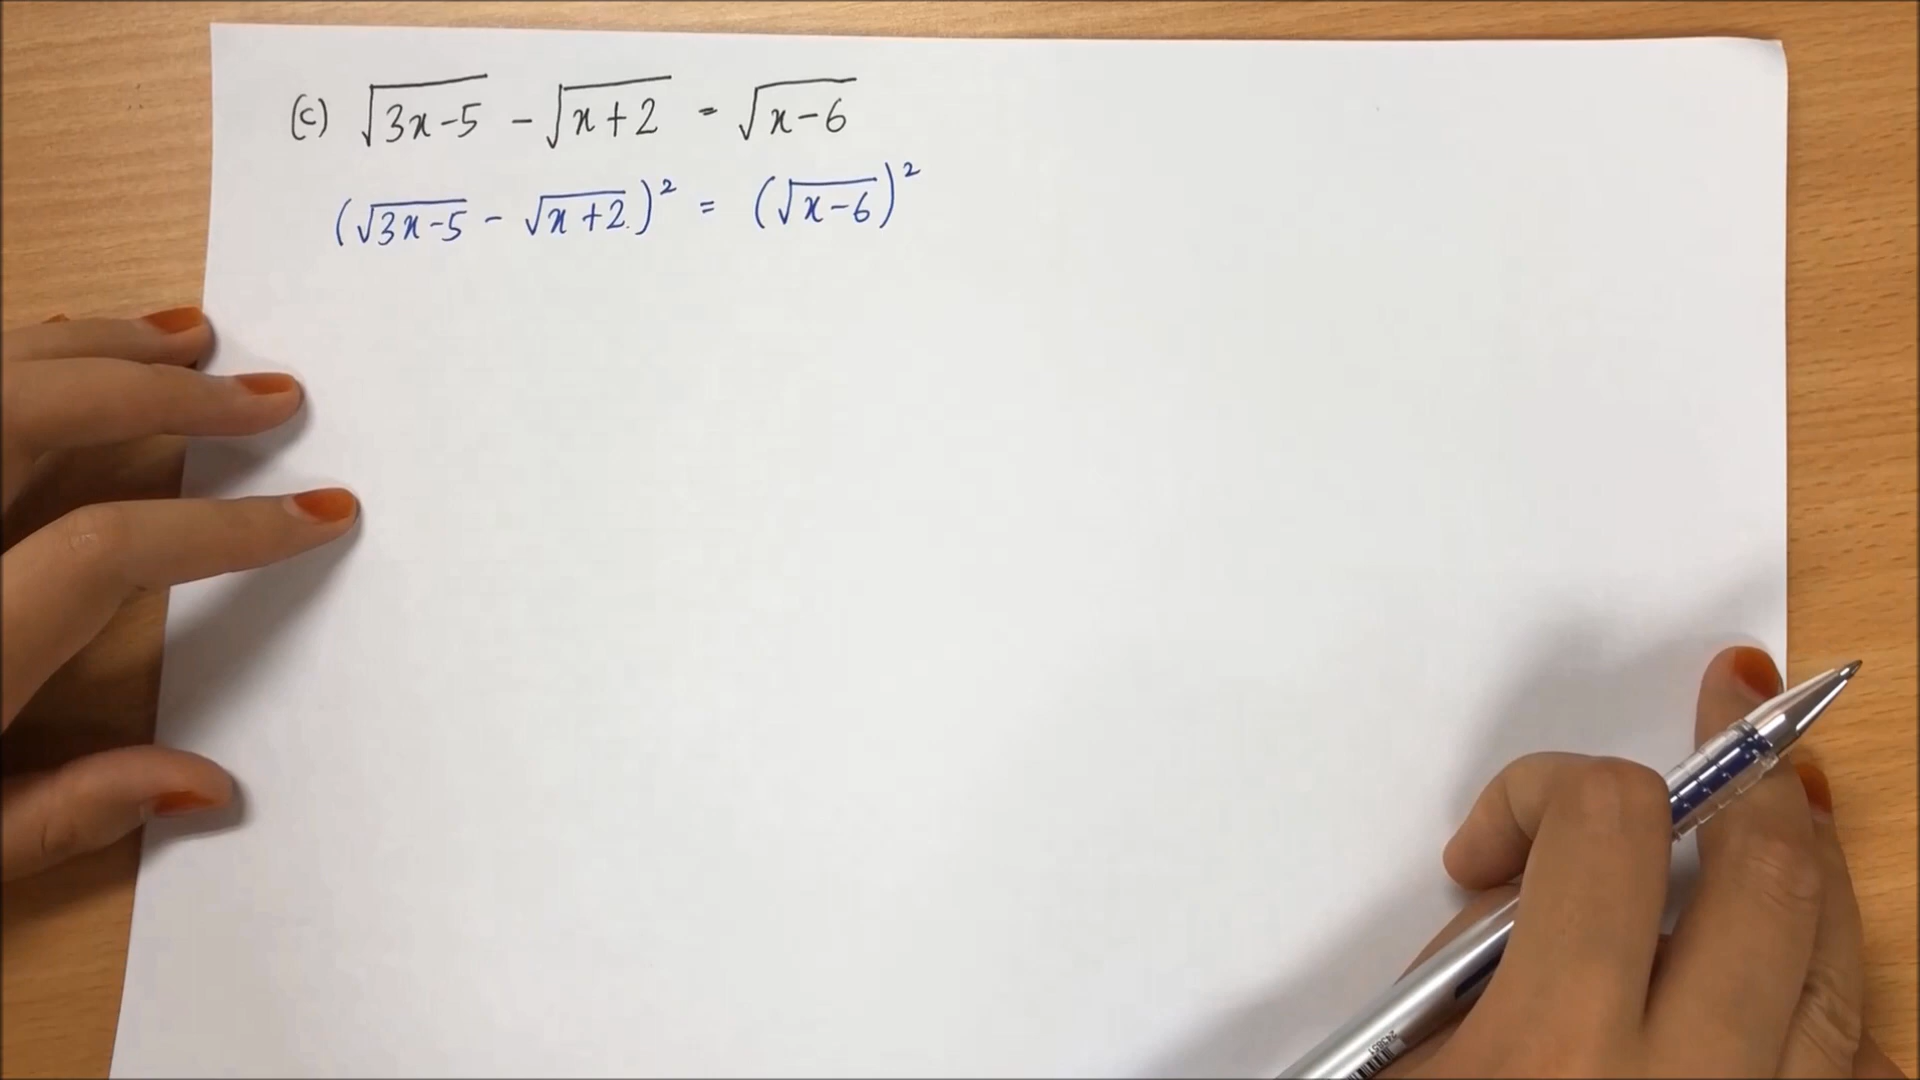 (c) √(3x-5) - √(x+2) = √(x-6)
(√(3x-5) - √(x+2))² = (√(x-6))²